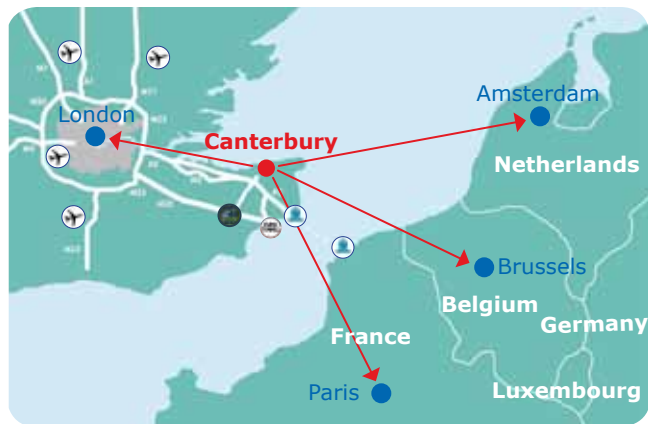 London
Canterbury
Amsterdam
Netherlands
Brussels
Belgium
Germany
France
Luxembourg
Paris